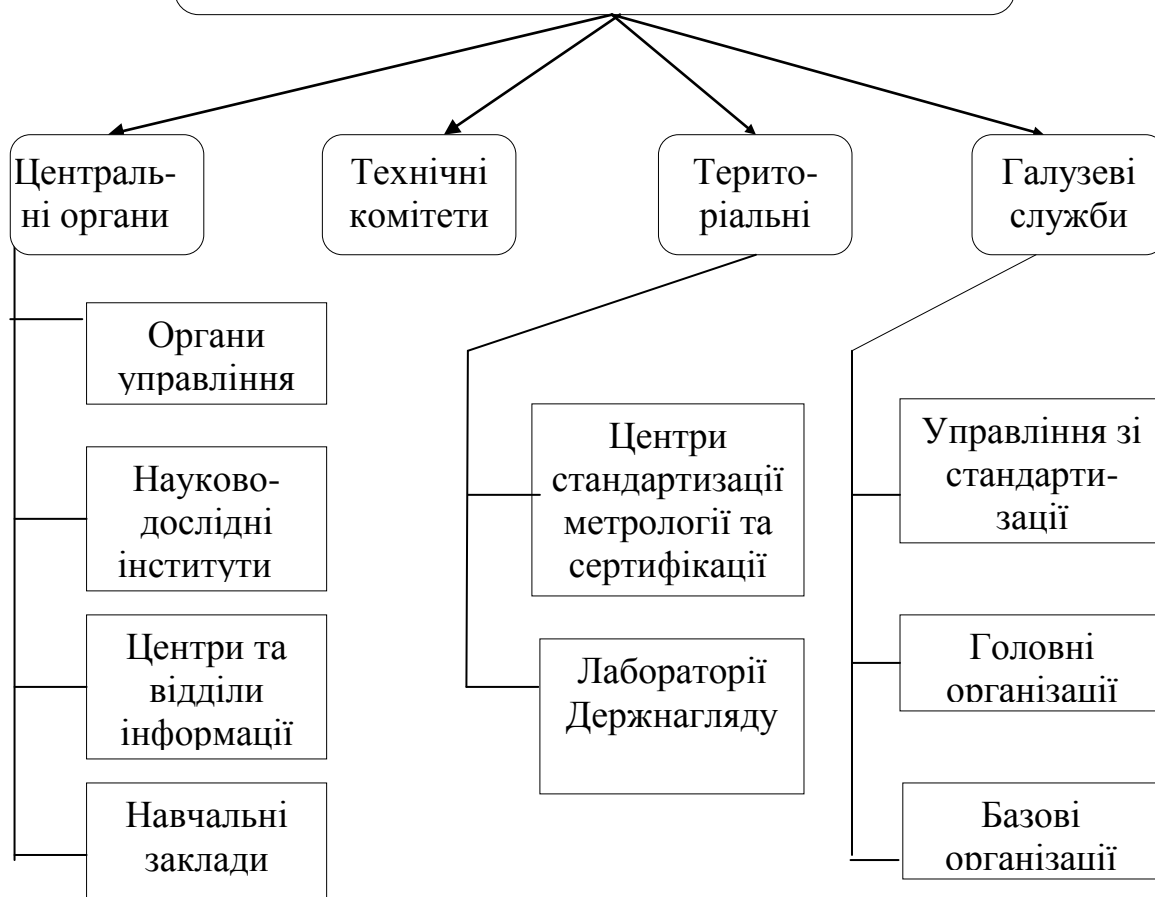 Централь-
ні органи
Технічні
комітети
Терито-
ріальні
Галузеві
служби
Органи
управління
Науково-
дослідні
інститути
Центри та
відділи
інформації
Навчальні
заклади
Центри
стандартизації
метрології та
сертифікації
Лабораторії
Держнагляду
Управління зі
стандарти-
зації
Головні
організації
Базові
організації